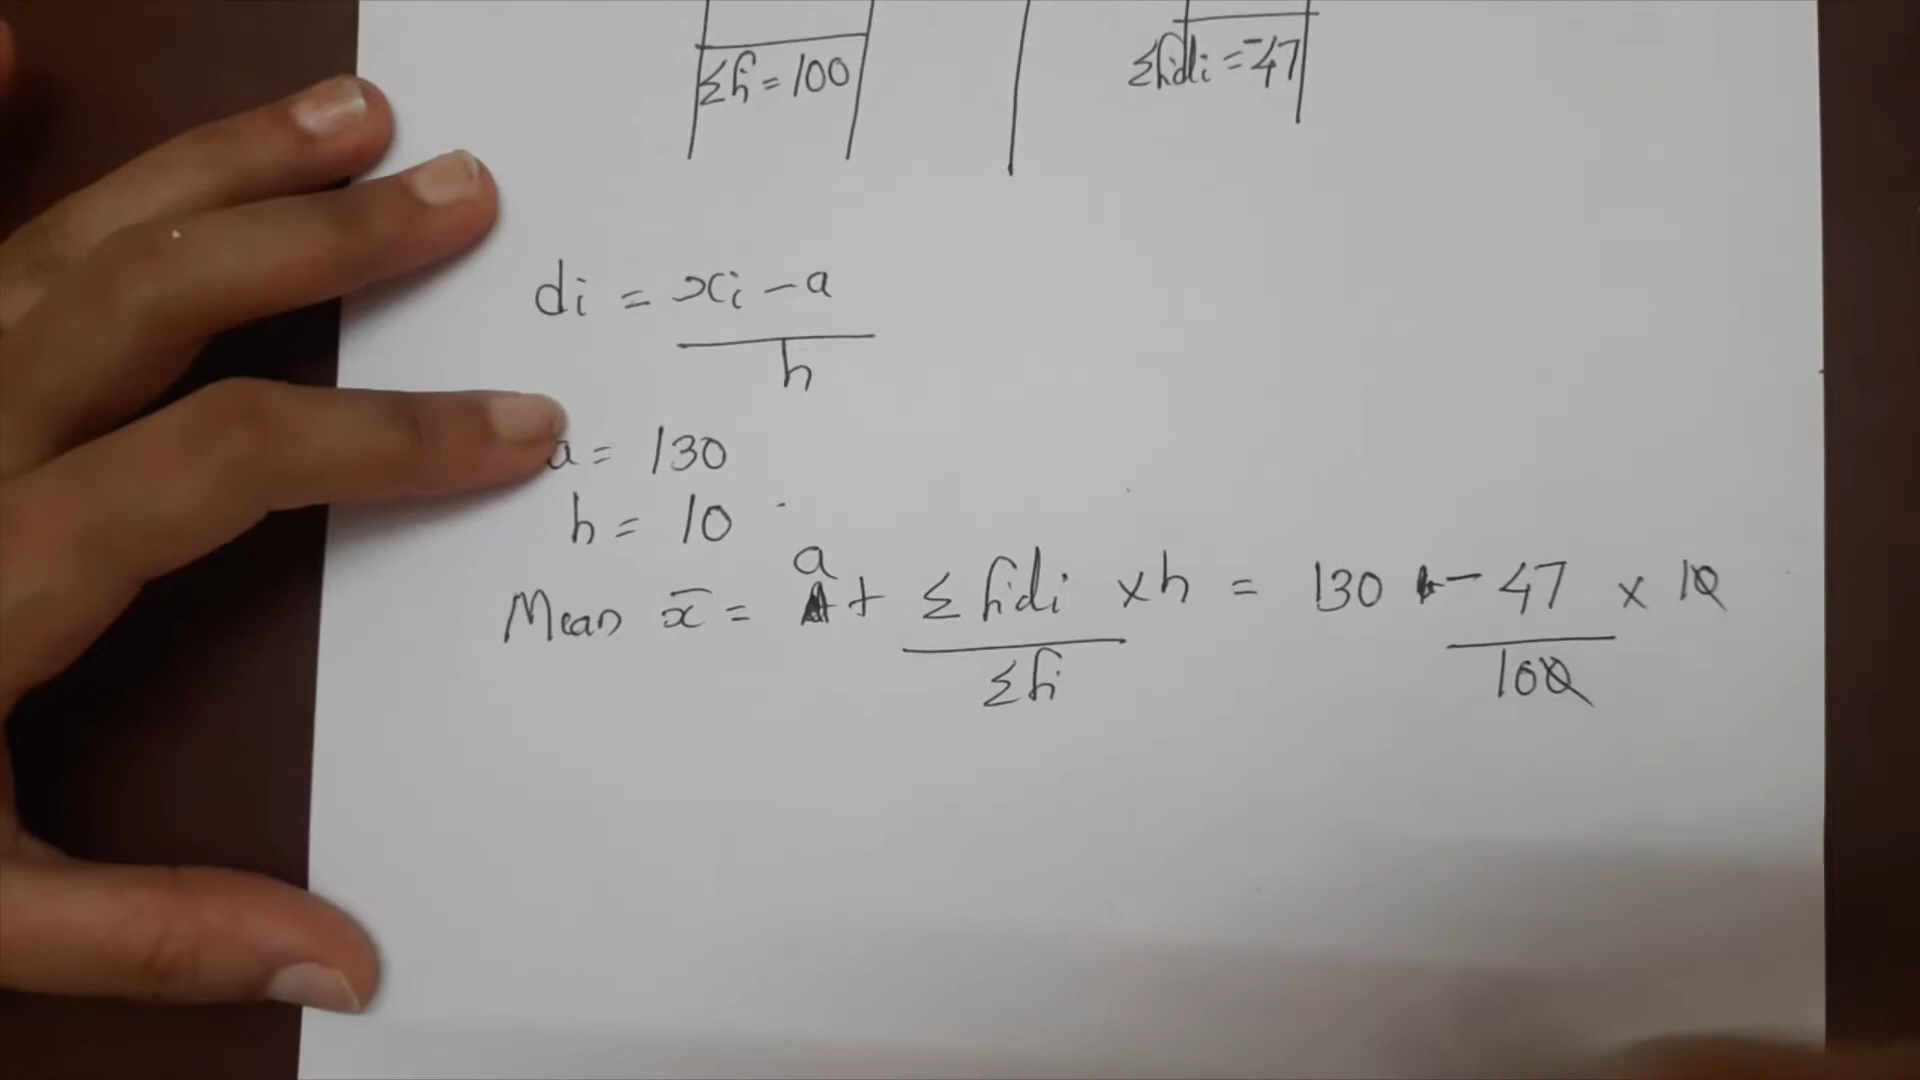 Σfi = 100
Σfidi = -47
di = xi - a
h
a = 130
h = 10
a
Mean x̄ = A + Σfidi × h = 130 - 47 × 10
Σfi 100